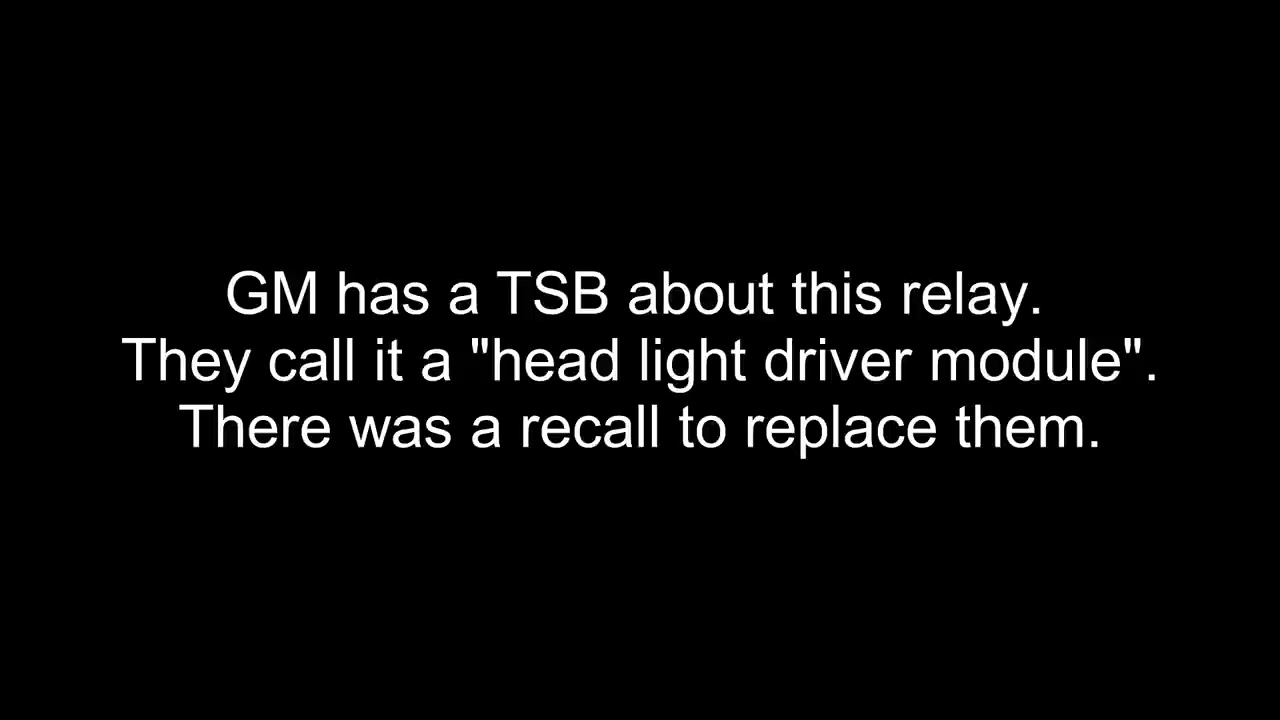 GM has a TSB about this relay.
They call it a "head light driver module".
There was a recall to replace them.